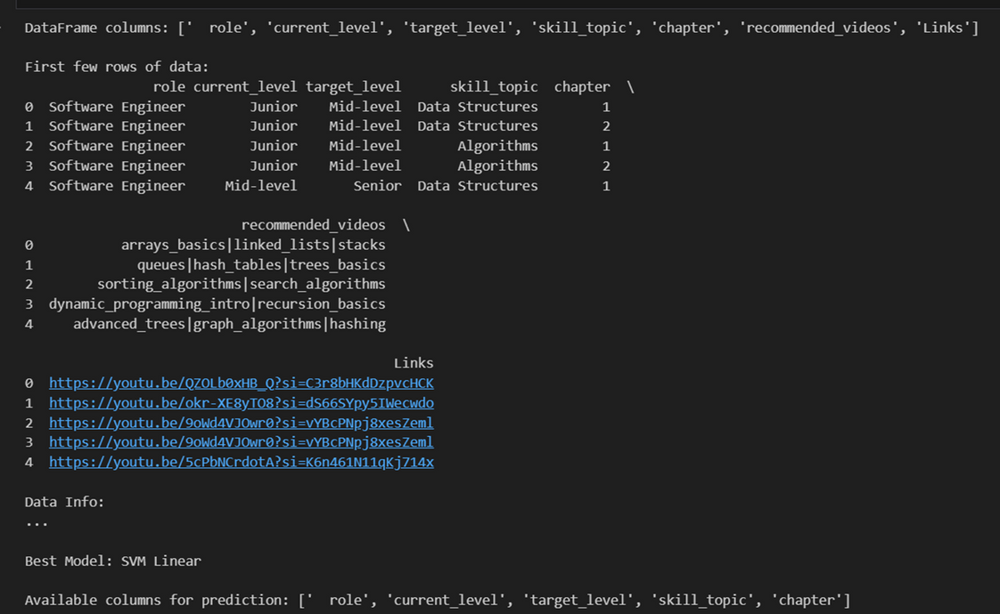 DataFrame columns: ['  role', 'current_level', 'target_level', 'skill_topic', 'chapter', 'recommended_videos', 'Links']
First few rows of data:
role current_level target_level skill_topic chapter \
0 Software Engineer Junior Mid-level Data Structures 1
1 Software Engineer Junior Mid-level Data Structures 2
2 Software Engineer Junior Mid-level Algorithms 1
3 Software Engineer Junior Mid-level Algorithms 2
4 Software Engineer Mid-level Senior Data Structures 1
recommended_videos \
0 arrays_basics|linked_lists|stacks
1 queues|hash_tables|trees_basics
2 sorting_algorithms|search_algorithms
3 dynamic_programming_intro|recursion_basics
4 advanced_trees|graph_algorithms|hashing
Links
0 https://youtu.be/QZOLb0xHB_Q?si=C3r8bHKdDzpvcHCK
1 https://youtu.be/okr-XE8yTO8?si=dS66SYpy5IWecwdo
2 https://youtu.be/9oWd4VJOwr0?si=vYBcPNpj8xesZeml
3 https://youtu.be/9oWd4VJOwr0?si=vYBcPNpj8xesZeml
4 https://youtu.be/5cPbNCrdotA?si=K6n461N11qKj714x
Data Info:
...
Best Model: SVM Linear
Available columns for prediction: ['  role', 'current_level', 'target_level', 'skill_topic', 'chapter']